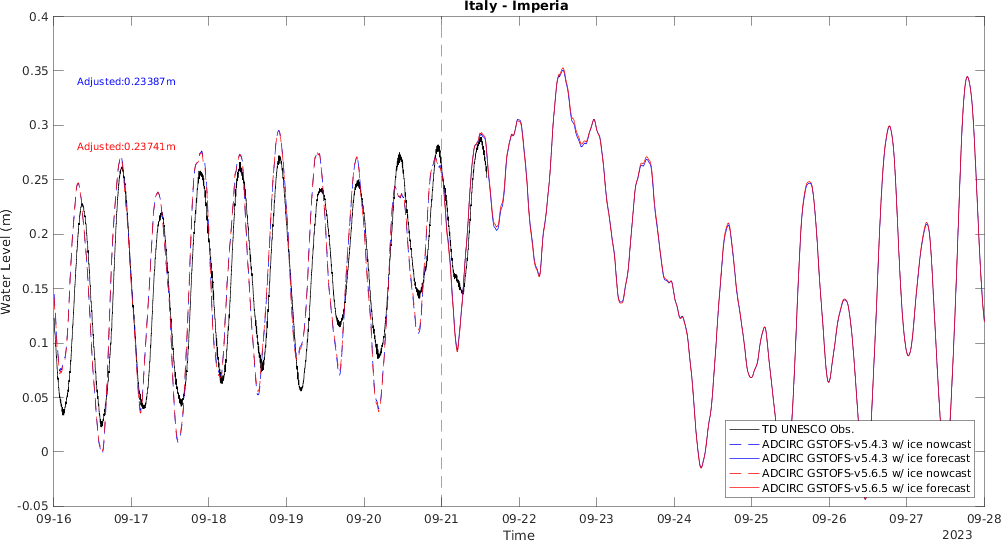 Italy - Imperia
Water Level (m)
0.4
0.35
0.3
0.25
0.2
0.15
0.1
0.05
0
-0.05
Adjusted:0.23387m
Adjusted:0.23741m
TD UNESCO Obs.
ADCIRC GSTOFS-v5.4.3 w/ ice nowcast
ADCIRC GSTOFS-v5.4.3 w/ ice forecast
ADCIRC GSTOFS-v5.6.5 w/ ice nowcast
ADCIRC GSTOFS-v5.6.5 w/ ice forecast
09-16 09-17 09-18 09-19 09-20 09-21 09-22 09-23 09-24 09-25 09-26 09-27 09-28
Time
2023